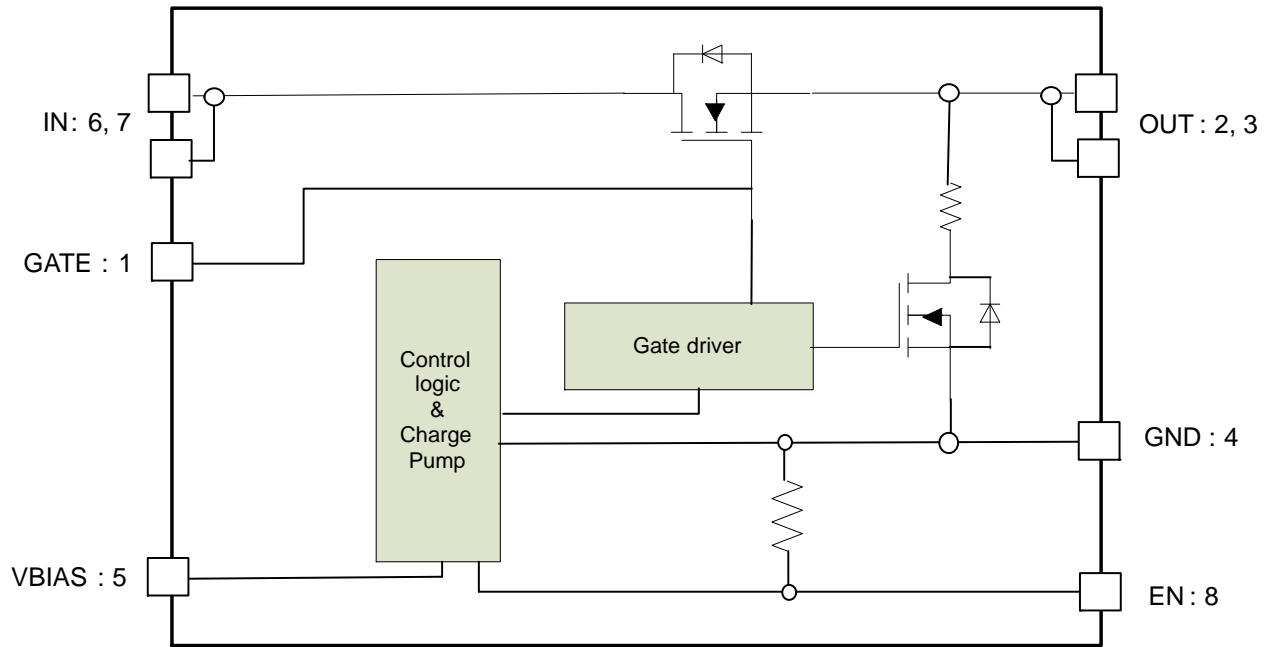 IN: 6, 7
OUT : 2, 3
GATE : 1
Control
logic
&
Charge
Pump
Gate driver
GND : 4
VBIAS : 5
EN : 8